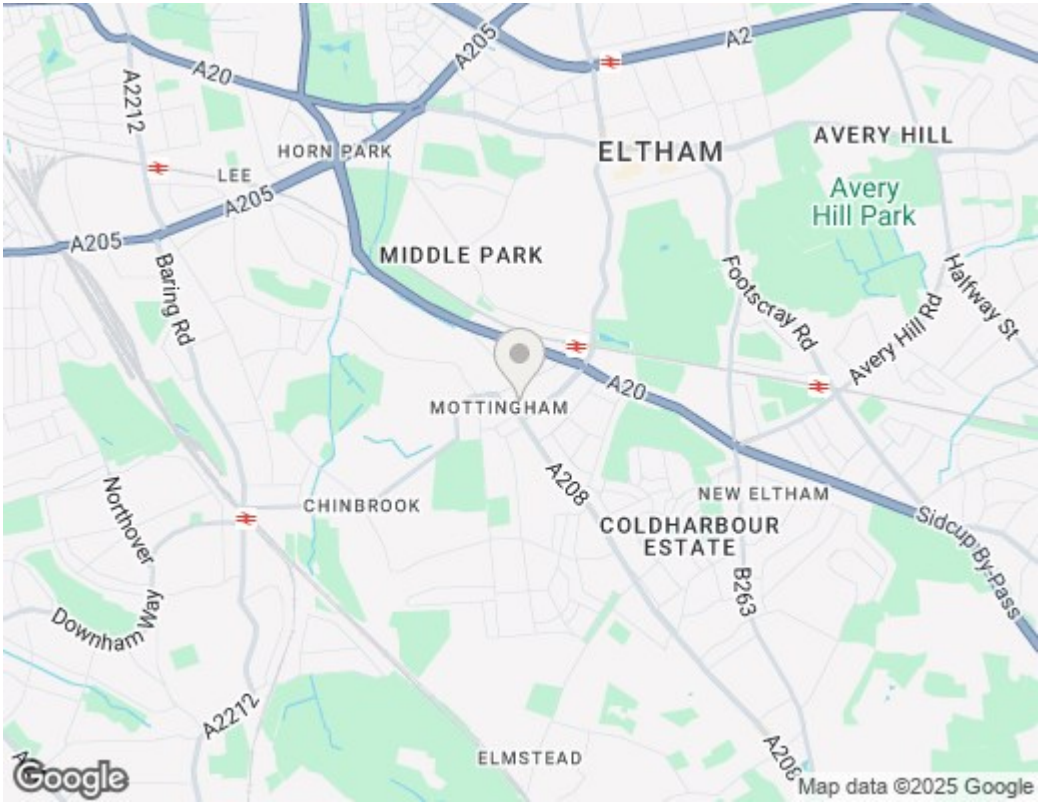 A20
A205
A2
A2212
HORN PARK
ELTHAM
AVERY HILL
LEE
A205
Avery
Hill Park
A205
MIDDLE PARK
Baring Rd
Footscray Rd
Halfway St
Avery Hill Rd
A20
MOTTINGHAM
A208
NEW ELTHAM
CHINBROOK
Northover
COLDHARBOUR
ESTATE
Sidcup By-Pass
B263
Downham Way
A2212
ELMSTEAD
A208
Google
Map data ©2025 Google